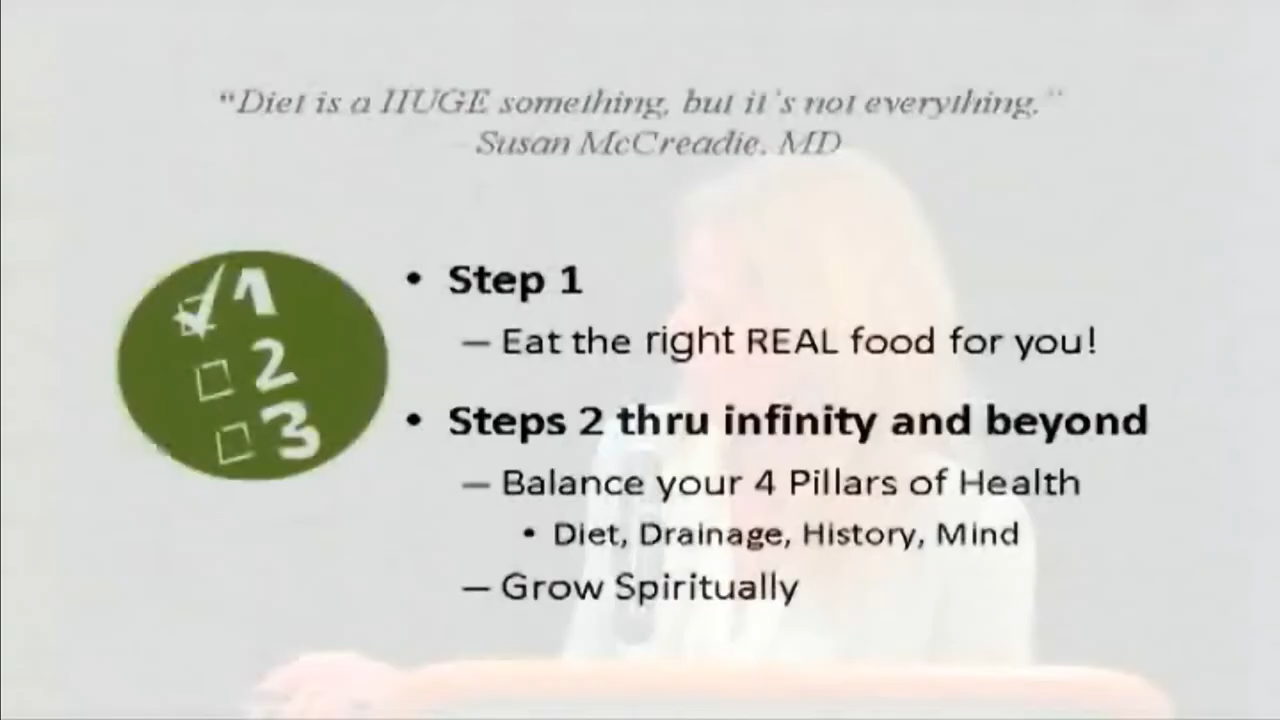 “Diet is a HUGE something, but it's not everything.”
Susan McCreadie, MD
1
2
3
• Step 1
– Eat the right REAL food for you!
• Steps 2 thru infinity and beyond
– Balance your 4 Pillars of Health
• Diet, Drainage, History, Mind
– Grow Spiritually